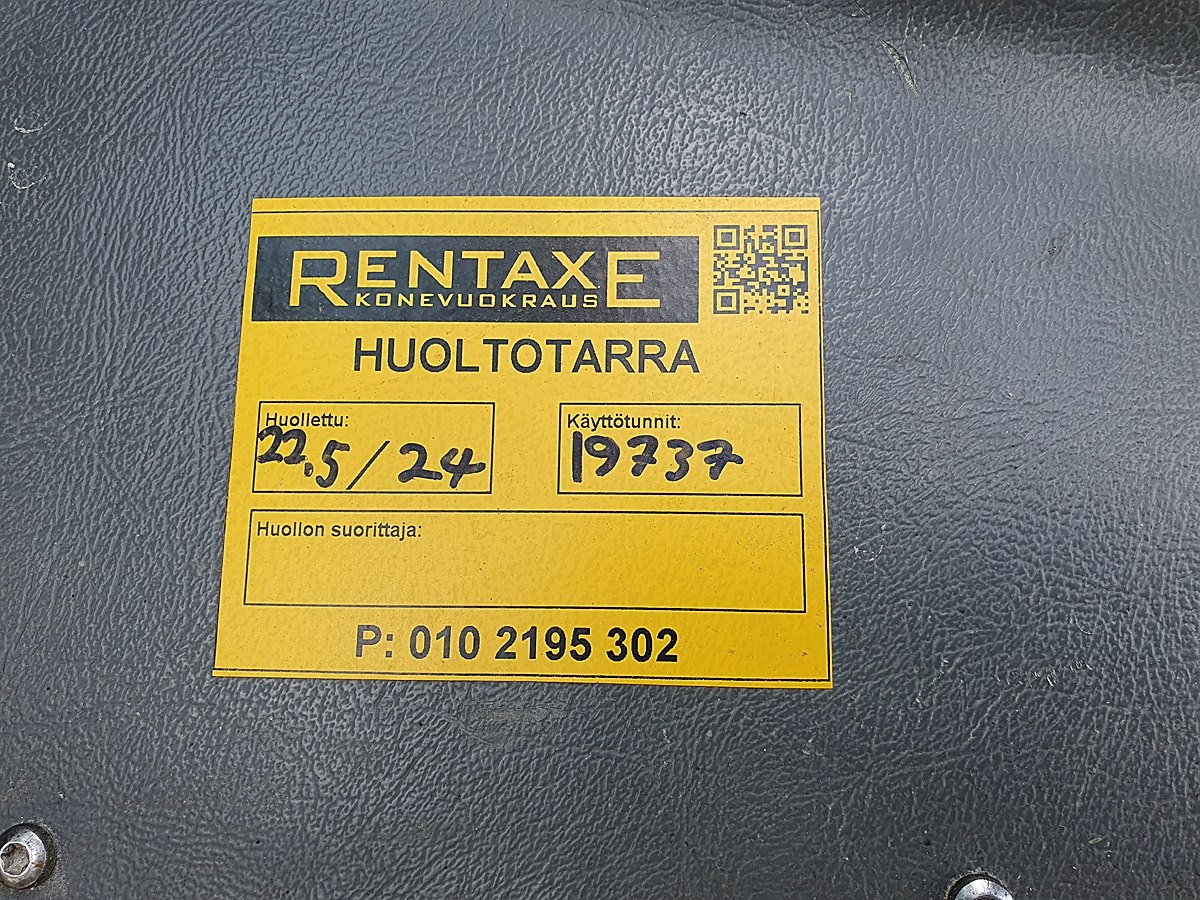 RENTAXE
KONEVUOKRAUS
HUOLTOTARRA
Huollettu:
22.5/24
Käyttötunnit:
19737
Huollon suorittaja:
P: 010 2195 302